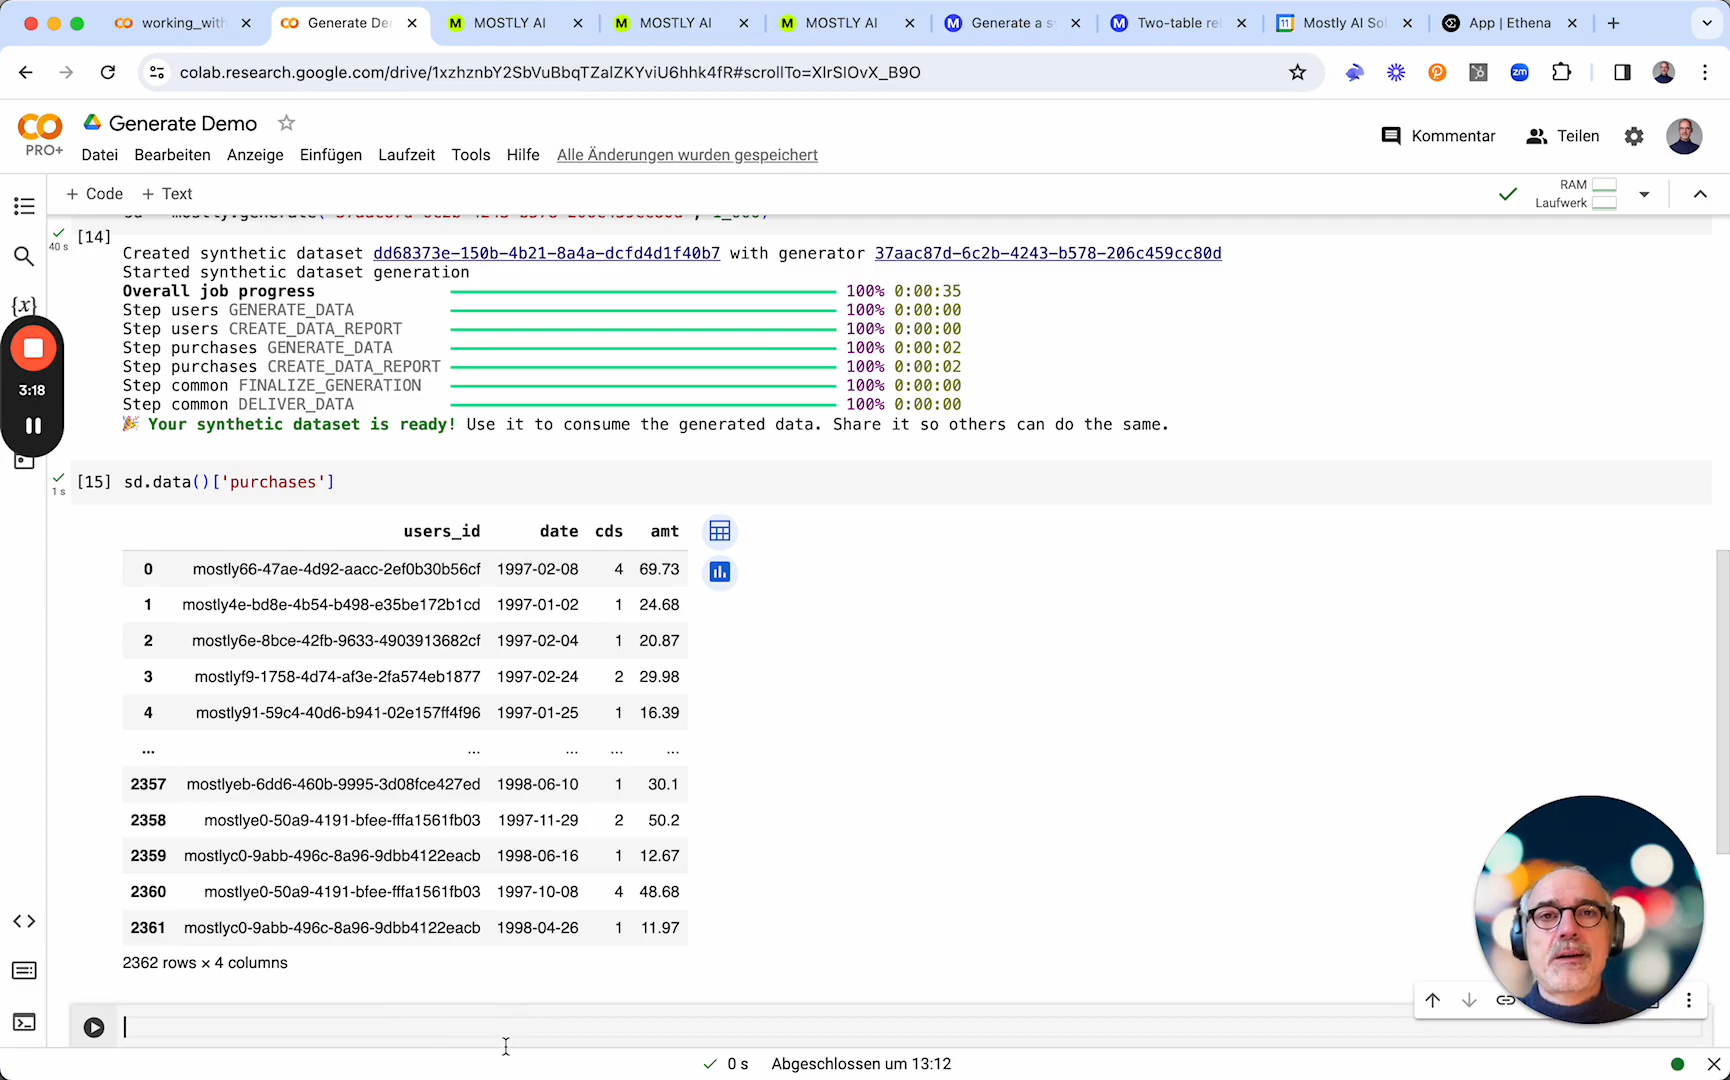 working_with
Generate De
MOSTLY AI
MOSTLY AI
MOSTLY AI
Generate a s
Two-table re
Mostly AI Sol
App | Ethena
colab.research.google.com/drive/1xzhznbY2SbVuBbqTZalZKYviU6hhk4fR#scrollTo=XIrSlOvX_B9O
Generate Demo
PRO+
Kommentar
Teilen
Datei Bearbeiten Anzeige Einfügen Laufzeit Tools Hilfe Alle Änderungen wurden gespeichert
+ Code + Text
RAM
Laufwerk
[14]
40 s
Created synthetic dataset dd68373e-150b-4b21-8a4a-dcfd4d1f40b7 with generator 37aac87d-6c2b-4243-b578-206c459cc80d
Started synthetic dataset generation
Overall job progress 100% 0:00:35
Step users GENERATE_DATA 100% 0:00:00
Step users CREATE_DATA_REPORT 100% 0:00:00
Step purchases GENERATE_DATA 100% 0:00:02
Step purchases CREATE_DATA_REPORT 100% 0:00:02
Step common FINALIZE_GENERATION 100% 0:00:00
Step common DELIVER_DATA 100% 0:00:00
🎉 Your synthetic dataset is ready! Use it to consume the generated data. Share it so others can do the same.
3:18
[15] sd.data()['purchases']
1 s
users_id date cds amt
0 mostly66-47ae-4d92-aacc-2ef0b30b56cf 1997-02-08 4 69.73
1 mostly4e-bd8e-4b54-b498-e35be172b1cd 1997-01-02 1 24.68
2 mostly6e-8bce-42fb-9633-4903913682cf 1997-02-04 1 20.87
3 mostlyf9-1758-4d74-af3e-2fa574eb1877 1997-02-24 2 29.98
4 mostly91-59c4-40d6-b941-02e157ff4f96 1997-01-25 1 16.39
... ... ... ... ...
2357 mostlyeb-6dd6-460b-9995-3d08fce427ed 1998-06-10 1 30.1
2358 mostlye0-50a9-4191-bfee-fffa1561fb03 1997-11-29 2 50.2
2359 mostlyc0-9abb-496c-8a96-9dbb4122eacb 1998-06-16 1 12.67
2360 mostlye0-50a9-4191-bfee-fffa1561fb03 1997-10-08 4 48.68
2361 mostlyc0-9abb-496c-8a96-9dbb4122eacb 1998-04-26 1 11.97
2362 rows × 4 columns
0 s Abgeschlossen um 13:12